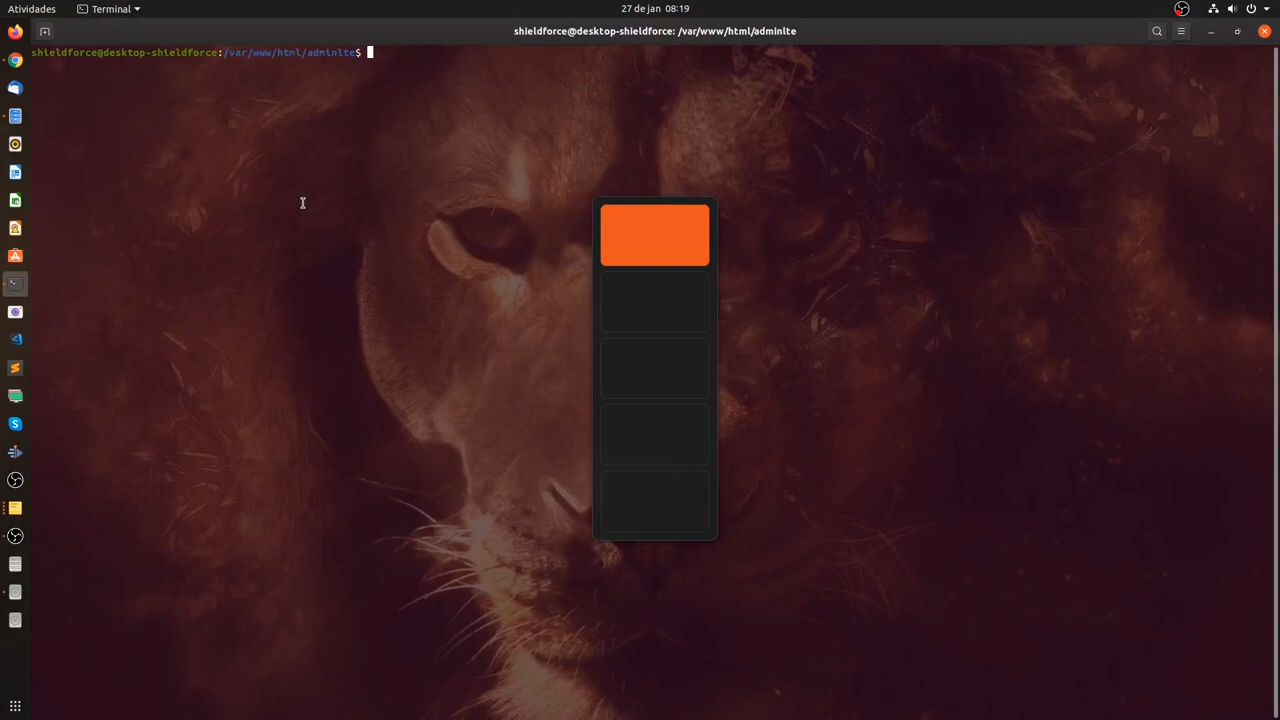 Atividades
Terminal
27 de jan 08:19
shieldforce@desktop-shieldforce: /var/www/html/adminlte
shieldforce@desktop-shieldforce:/var/www/html/adminlte$